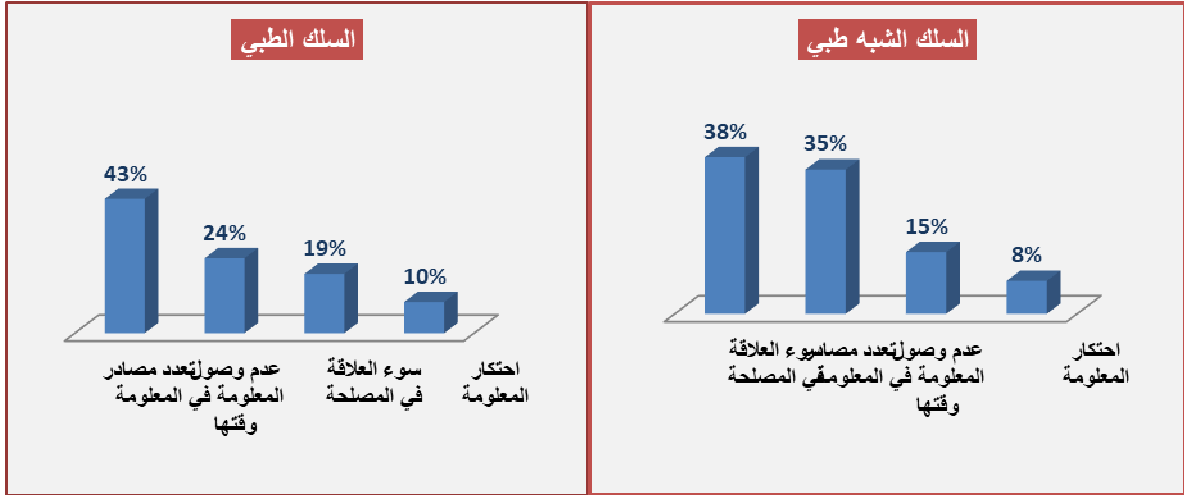 السلك الشبه طبي
38%
35%
15%
8%
سوء العلاقة
في المصلحة
تعدد مصادر
المعلومة
عدم وصول
المعلومة في
وقتها
احتكار
المعلومة
السلك الطبي
43%
24%
19%
10%
تعدد مصادر
المعلومة
عدم وصول
المعلومة في
وقتها
سوء العلاقة
في المصلحة
احتكار
المعلومة